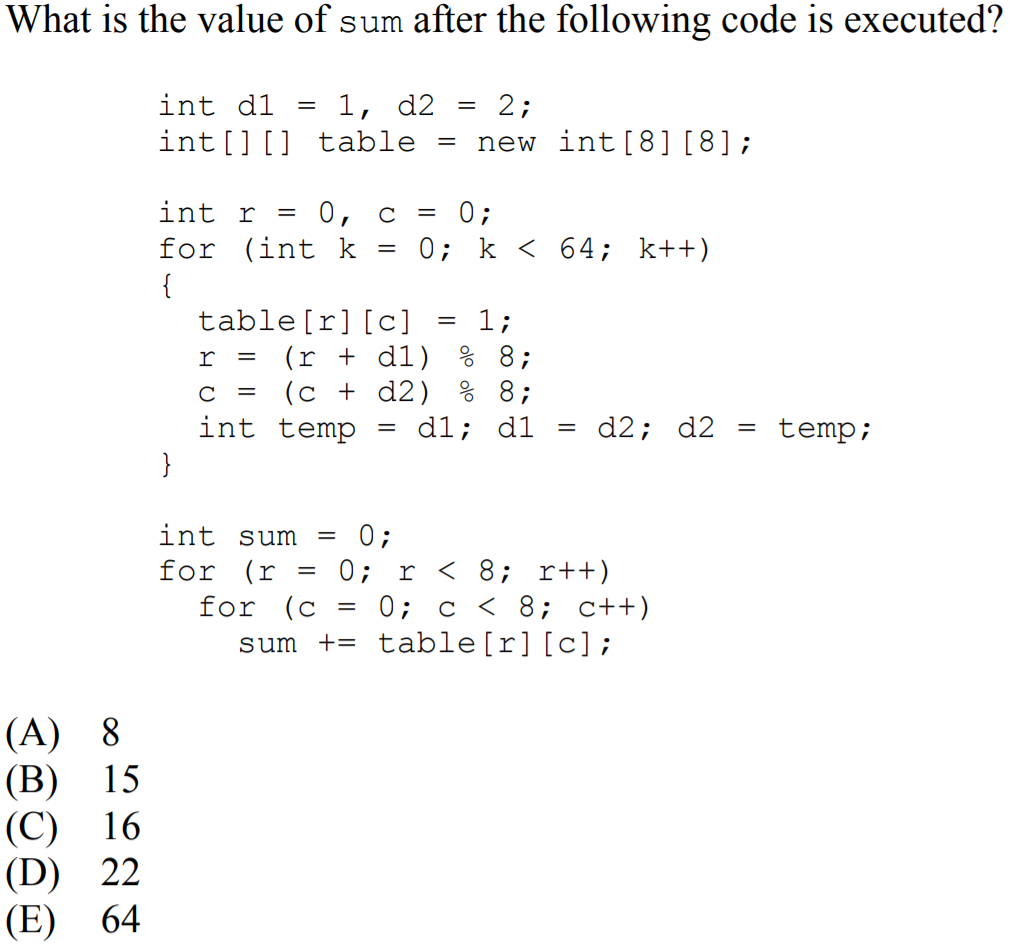 What is the value of sum after the following code is executed?
int d1 = 1, d2 = 2;
int[][] table = new int[8][8];
int r = 0, c = 0;
for (int k = 0; k < 64; k++)
{
table[r][c] = 1;
r = (r + d1) % 8;
c = (c + d2) % 8;
int temp = d1; d1 = d2; d2 = temp;
}
int sum = 0;
for (r = 0; r < 8; r++)
for (c = 0; c < 8; c++)
sum += table[r][c];
(A) 8
(B) 15
(C) 16
(D) 22
(E) 64